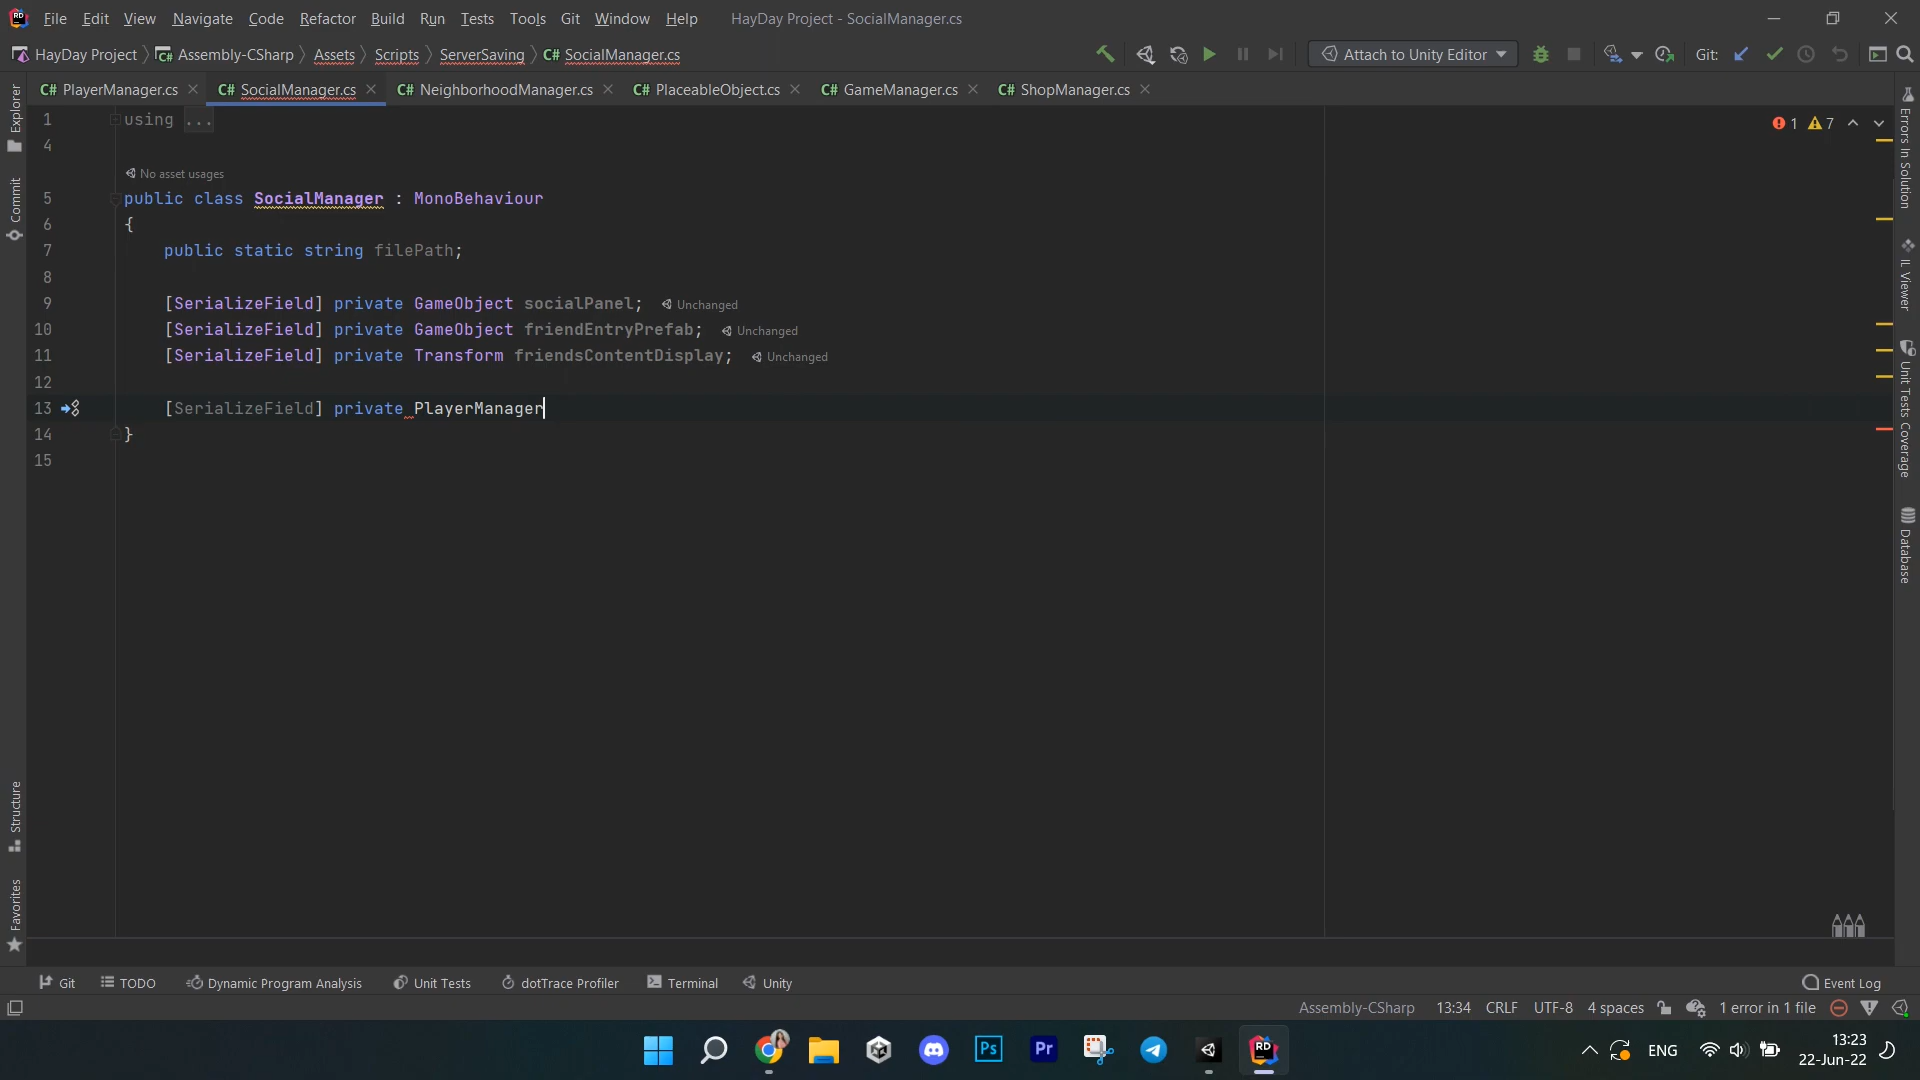 File Edit View Navigate Code Refactor Build Run Tests Tools Git Window Help HayDay Project - SocialManager.cs
HayDay Project Assembly-CSharp Assets Scripts ServerSaving C# SocialManager.cs Attach to Unity Editor Git:
C# PlayerManager.cs C# SocialManager.cs C# NeighborhoodManager.cs C# PlaceableObject.cs C# GameManager.cs C# ShopManager.cs
Explorer
Commit
Structure
Favorites
1 using ...
4
No asset usages
5 public class SocialManager : MonoBehaviour
6 {
7 public static string filePath;
8
9 [SerializeField] private GameObject socialPanel; Unchanged
10 [SerializeField] private GameObject friendEntryPrefab; Unchanged
11 [SerializeField] private Transform friendsContentDisplay; Unchanged
12
13 [SerializeField] private PlayerManager
14 }
15
1 7
Errors In Solution
IL Viewer
Unit Tests Coverage
Database
Git TODO Dynamic Program Analysis Unit Tests dotTrace Profiler Terminal Unity Event Log
Assembly-CSharp 13:34 CRLF UTF-8 4 spaces 1 error in 1 file
Ps Pr RD ENG 13:23
22-Jun-22